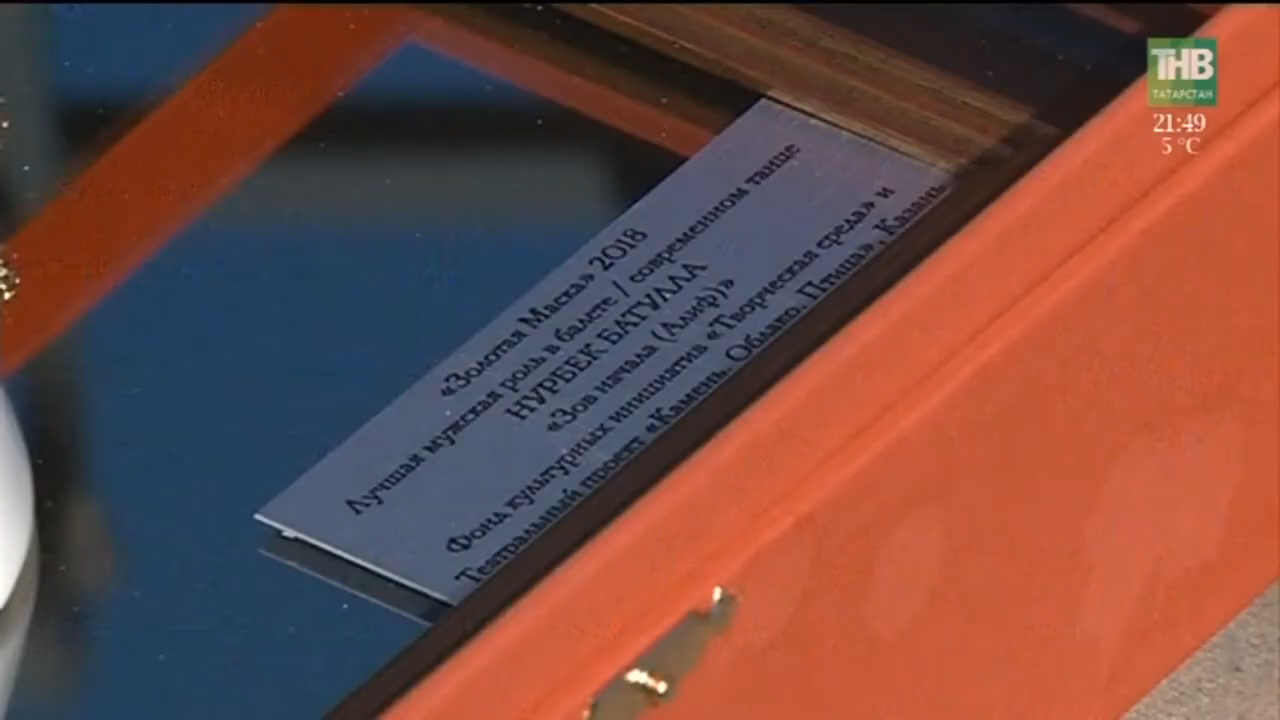 ТНВ
ТАТАРСТАН
21:49
5 °C
«Золотая Маска» 2018
Лучшая мужская роль в балете / современном танце
НУРБЕК БАТУЛЛА
«Зов начала (Алиф)»
Фонд культурных инициатив «Творческая среда» и
Театральный проект «Камень. Облако. Птица», Казань